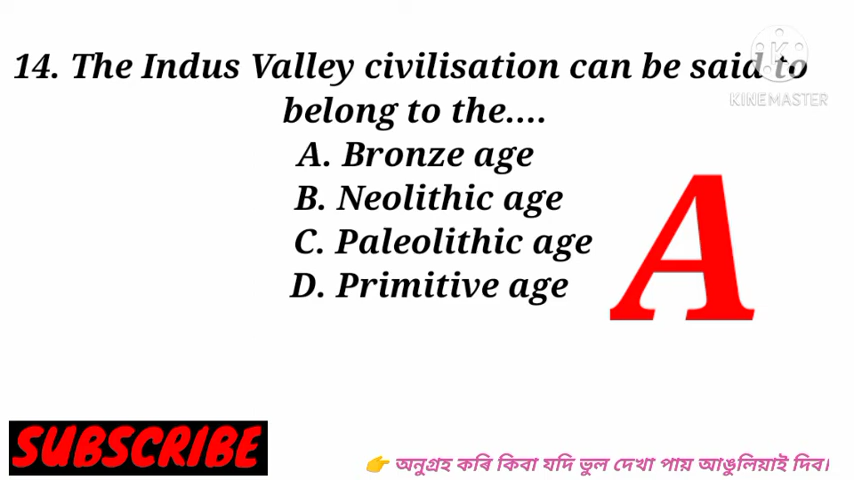 14. The Indus Valley civilisation can be said to
belong to the....
A. Bronze age
B. Neolithic age
C. Paleolithic age
D. Primitive age
A
K
KINEMASTER
SUBSCRIBE
👉 অনুগ্ৰহ কৰি কিবা যদি ভুল দেখা পায় আঙুলিয়াই দিব।